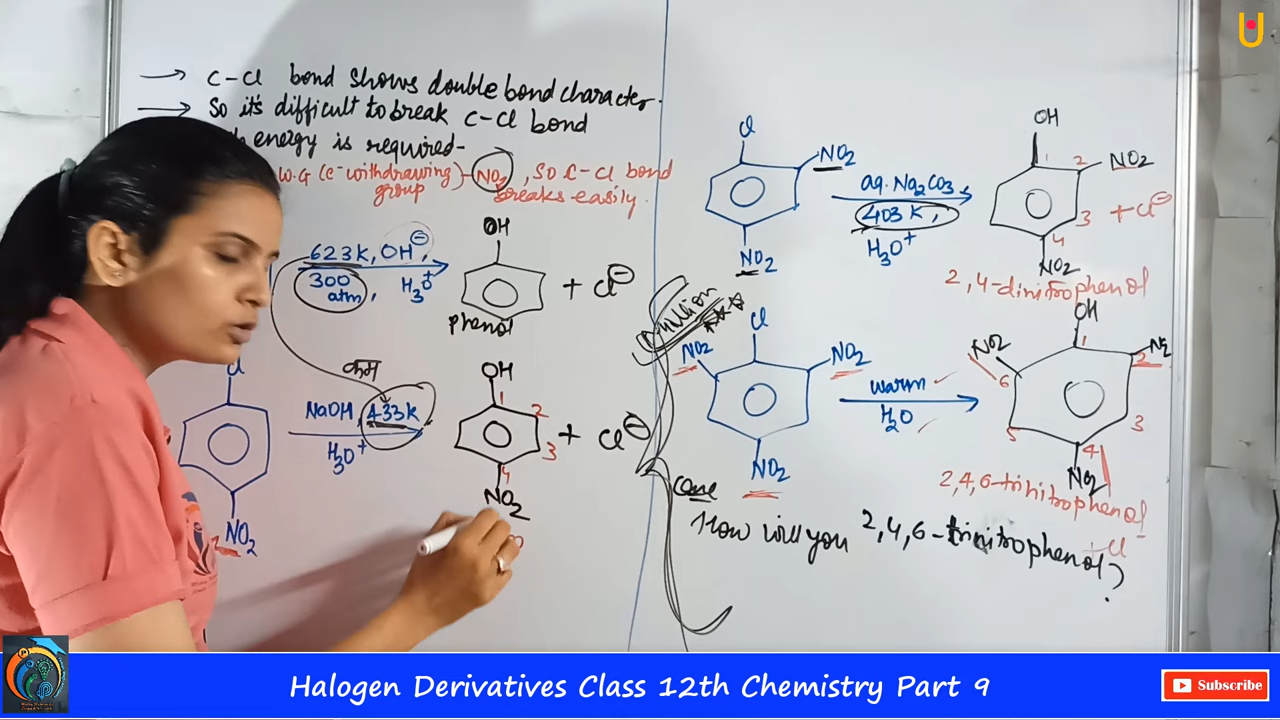 → C-Cl bond shows double bond character.
→ So it's difficult to break C-Cl bond
energy is required-
W.G (e⁻withdrawing)-NO2, So C-Cl bond
group breaks easily.
623K, OH⊖,
300 atm, H3O+
OH
phenol
+ Cl⊖
कम
Cl
NO2
NaOH, 433K
H3O+
OH
1
2
3
4
NO2
+ Cl⊖
Cl
NO2
NO2
aq. Na2CO3
403 K,
H3O+
OH
1
2
NO2
3
4
NO2
+ Cl⊖
2,4-dinitrophenol
Cl
NO2
NO2
NO2
warm
H2O
OH
NO2
1
2
3
4
5
6
NO2
2,4,6-trinitrophenol
+ Cl
How will you 2,4,6-trinitrophenol?
Halogen Derivatives Class 12th Chemistry Part 9
Subscribe